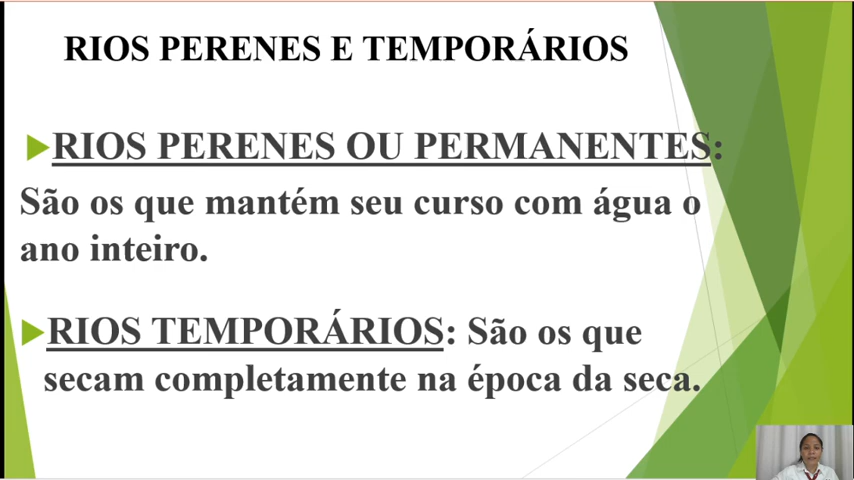 RIOS PERENES E TEMPORÁRIOS
RIOS PERENES OU PERMANENTES:
São os que mantém seu curso com água o
ano inteiro.
RIOS TEMPORÁRIOS: São os que
secam completamente na época da seca.